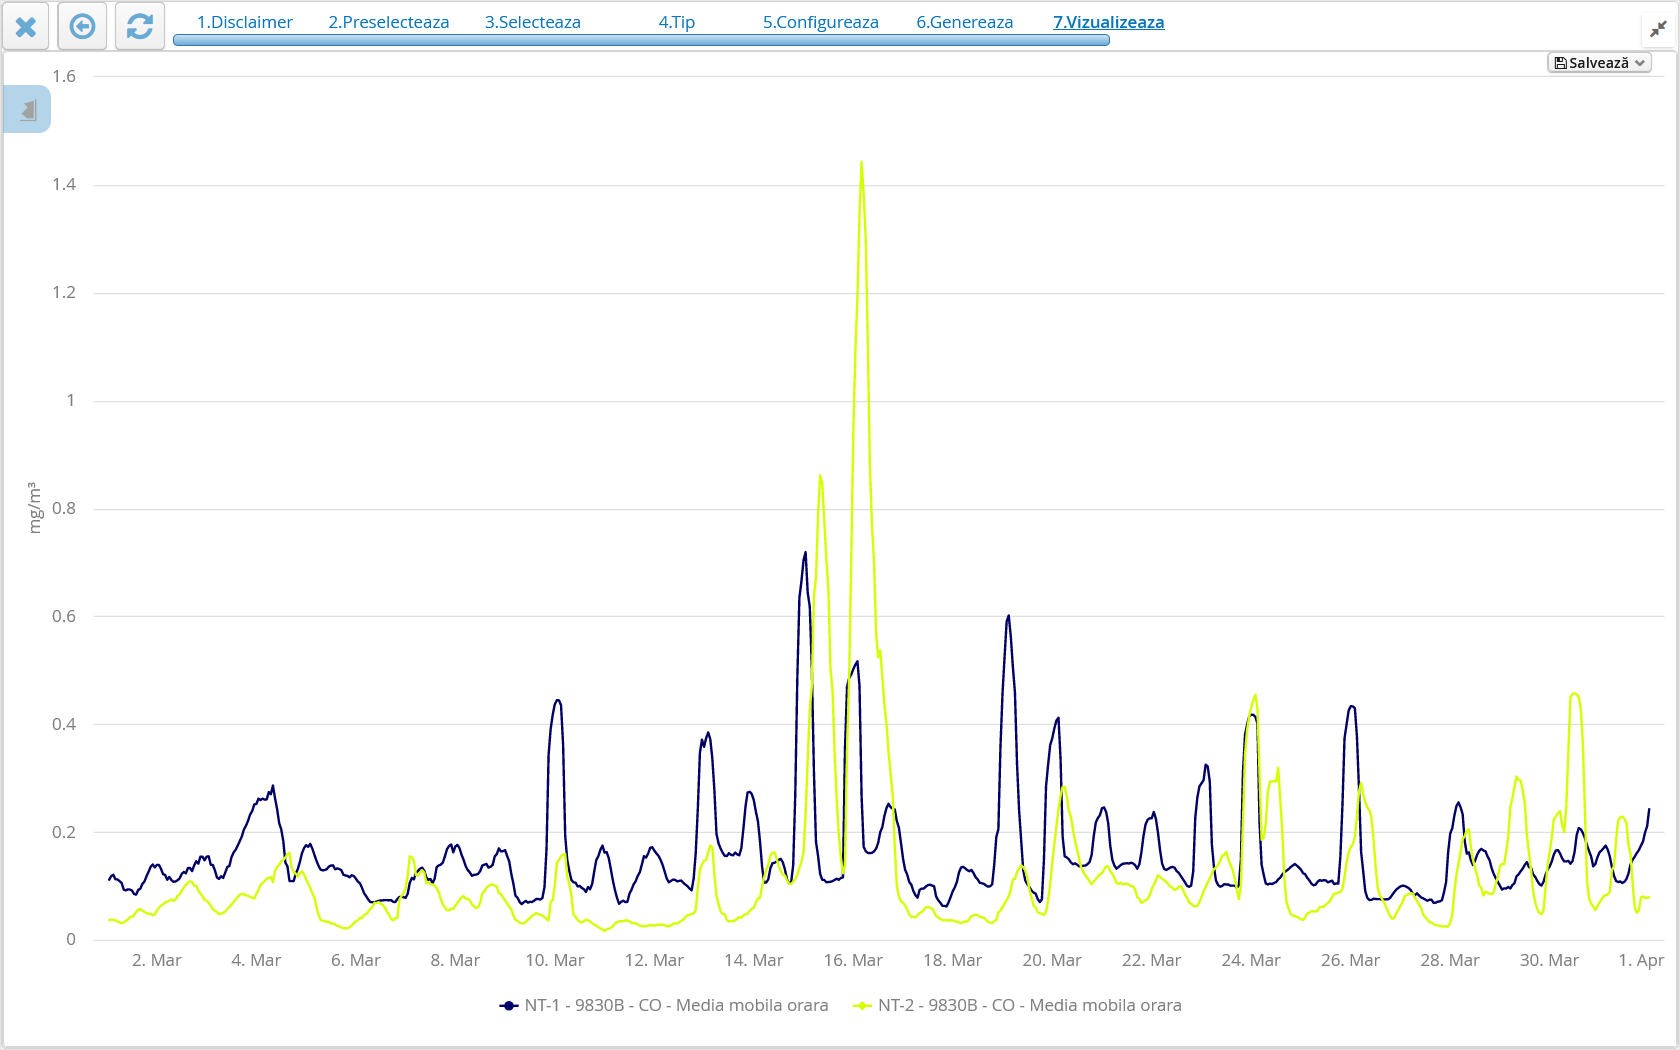 1.Disclaimer 2.Preselecteaza 3.Selecteaza 4.Tip 5.Configureaza 6.Genereaza 7.Vizualizeaza
Salvează
1.6
1.4
1.2
1
0.8
0.6
0.4
0.2
0
mg/m³
2. Mar 4. Mar 6. Mar 8. Mar 10. Mar 12. Mar 14. Mar 16. Mar 18. Mar 20. Mar 22. Mar 24. Mar 26. Mar 28. Mar 30. Mar 1. Apr
NT-1 - 9830B - CO - Media mobila orara NT-2 - 9830B - CO - Media mobila orara